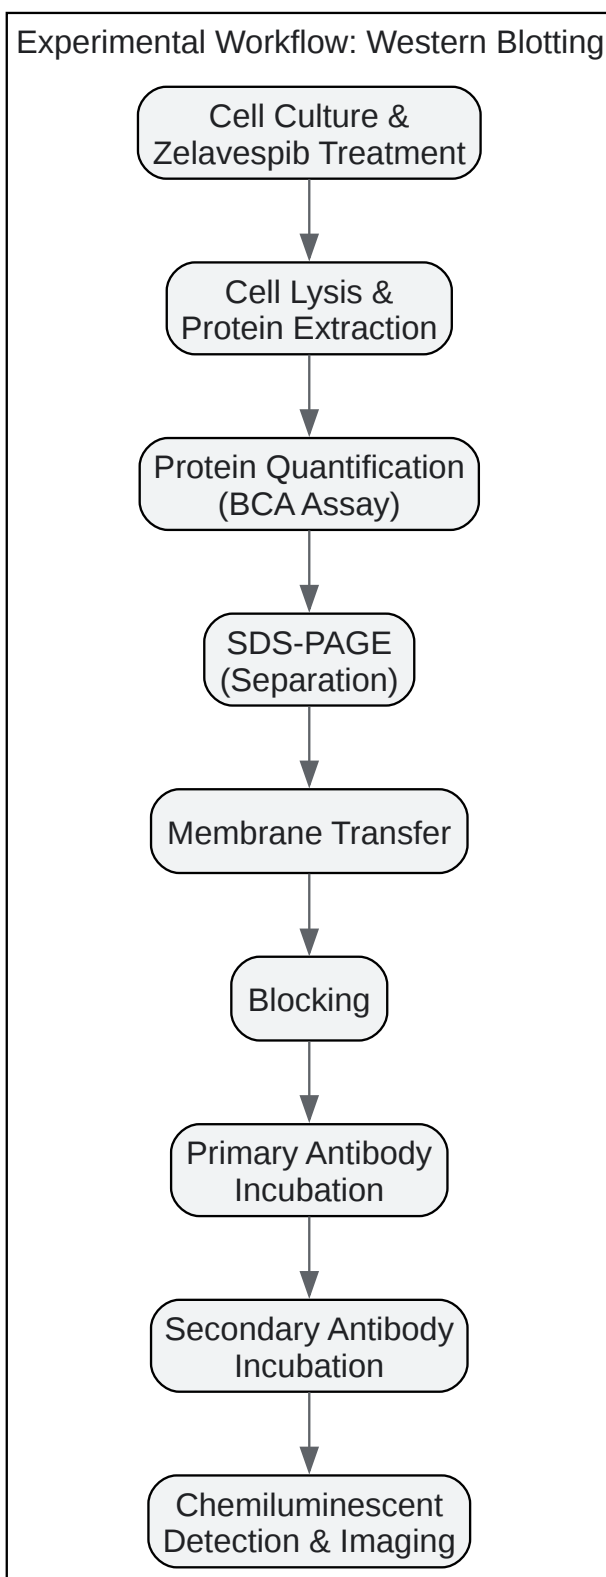 Experimental Workflow: Western Blotting
Cell Culture &
Zelavespib Treatment
Cell Lysis &
Protein Extraction
Protein Quantification
(BCA Assay)
SDS-PAGE
(Separation)
Membrane Transfer
Blocking
Primary Antibody
Incubation
Secondary Antibody
Incubation
Chemiluminescent
Detection & Imaging